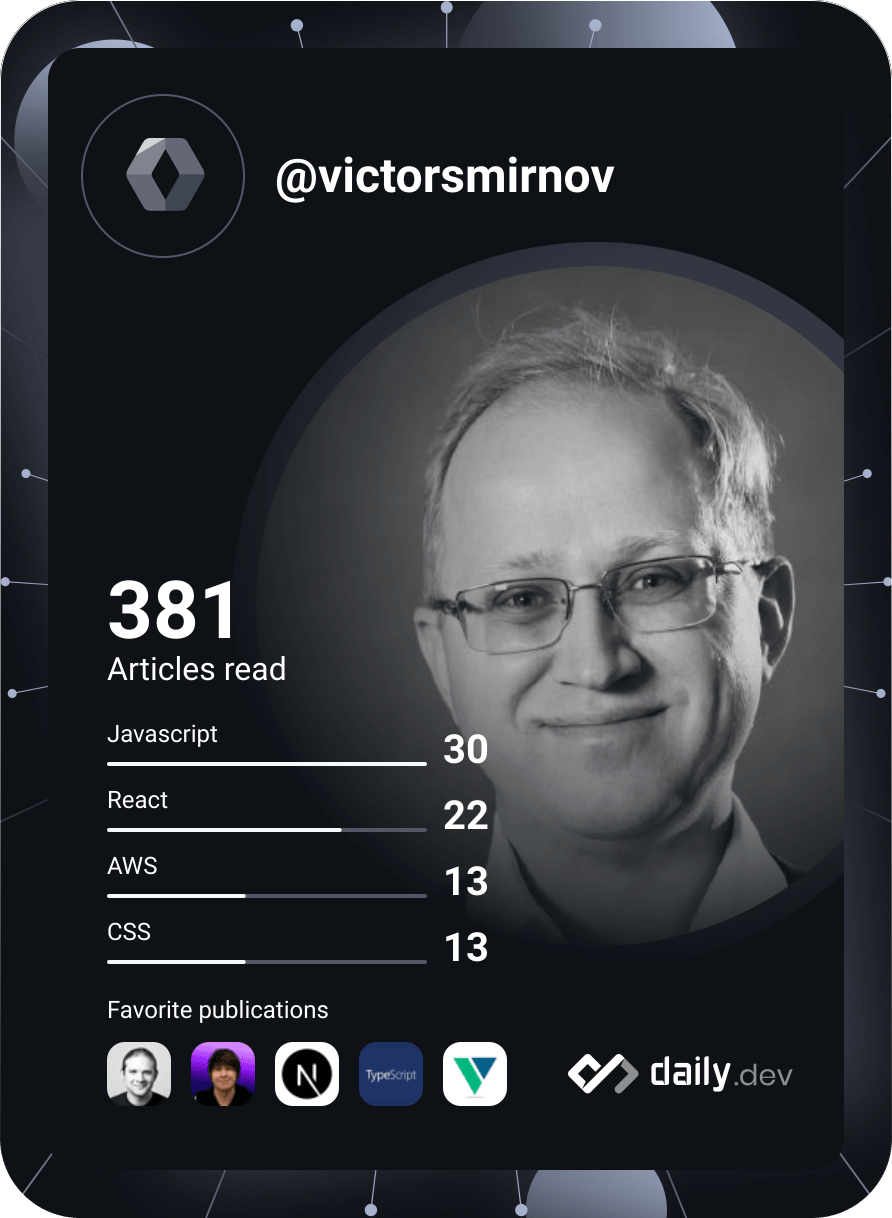 @victorsmirnov
381
Articles read
Javascript
30
React
22
AWS
13
CSS
13
Favorite publications
N
TypeScript
daily.dev